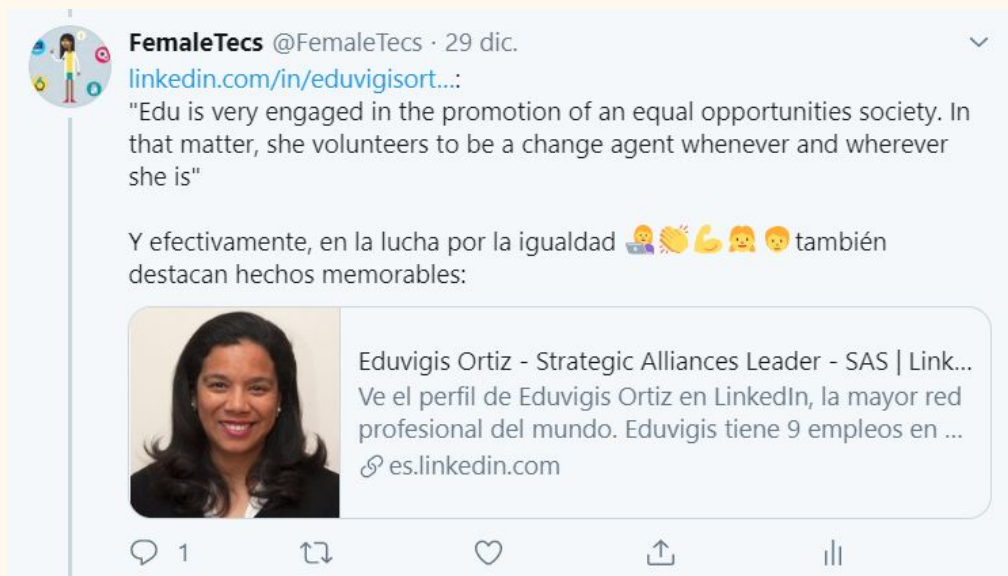 FemaleTecs @FemaleTecs · 29 dic.
linkedin.com/in/eduvigisort...:
"Edu is very engaged in the promotion of an equal opportunities society. In
that matter, she volunteers to be a change agent whenever and wherever
she is"
Y efectivamente, en la lucha por la igualdad 👩‍💻👏💪👧👦 también
destacan hechos memorables:
Eduvigis Ortiz - Strategic Alliances Leader - SAS | Link...
Ve el perfil de Eduvigis Ortiz en LinkedIn, la mayor red
profesional del mundo. Eduvigis tiene 9 empleos en ...
es.linkedin.com
1